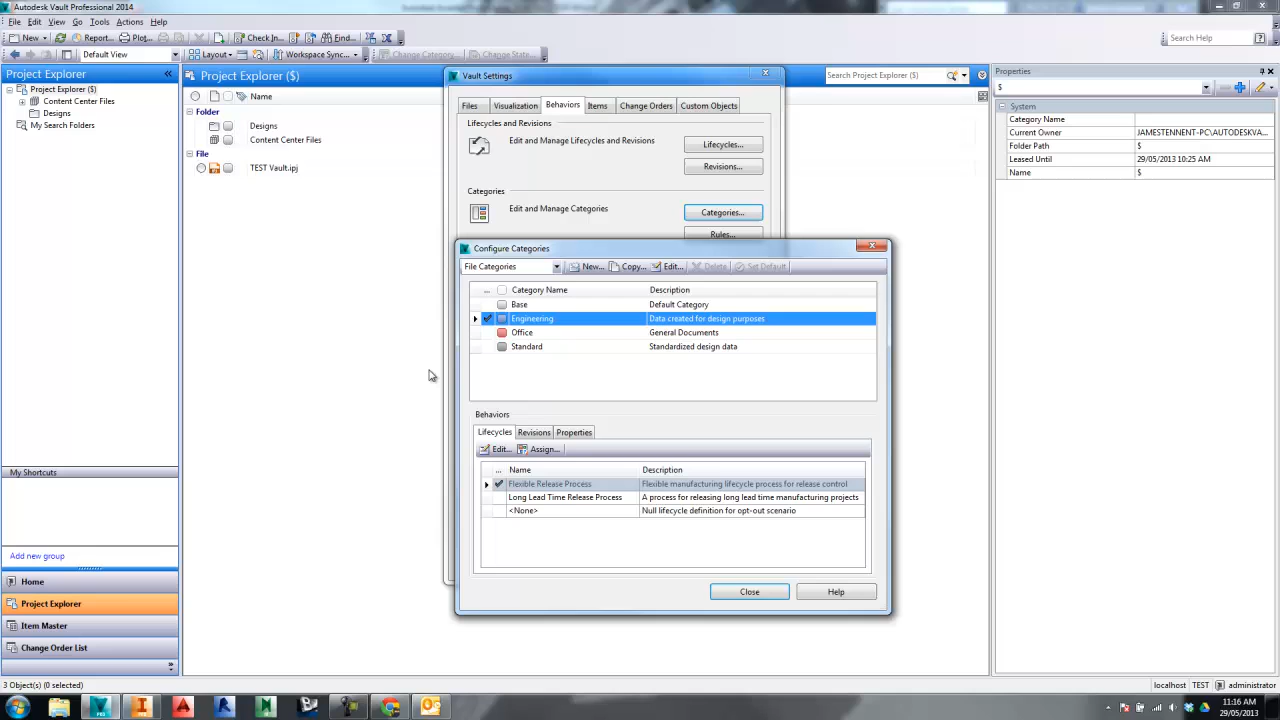 Autodesk Vault Professional 2014
File Edit View Go Tools Actions Help
New Report... Plot... Check In... Find... Search Help
Default View Layout Workspace Sync... Change Category... Change State...
Project Explorer
Project Explorer ($)
Content Center Files
Designs
My Search Folders
My Shortcuts
Add new group
Home
Project Explorer
Item Master
Change Order List
3 Object(s) (0 selected)
Project Explorer ($)
Search Project Explorer ($)
Name
Folder
Designs
Content Center Files
File
TEST Vault.ipj
Vault Settings
Files Visualization Behaviors Items Change Orders Custom Objects
Lifecycles and Revisions
Edit and Manage Lifecycles and Revisions Lifecycles...
Revisions...
Categories
Edit and Manage Categories Categories...
Rules...
Configure Categories
File Categories New... Copy... Edit... Delete Set Default
... Category Name Description
Base Default Category
Engineering Data created for design purposes
Office General Documents
Standard Standardized design data
Behaviors
Lifecycles Revisions Properties
Edit... Assign...
... Name Description
Flexible Release Process Flexible manufacturing lifecycle process for release control
Long Lead Time Release Process A process for releasing long lead time manufacturing projects
<None> Null lifecycle definition for opt-out scenario
Close Help
Properties
$
System
Category Name
Current Owner JAMESTENNENT-PC\AUTODESKVA...
Folder Path $
Leased Until 29/05/2013 10:25 AM
Name $
localhost TEST administrator
11:16 AM
29/05/2013